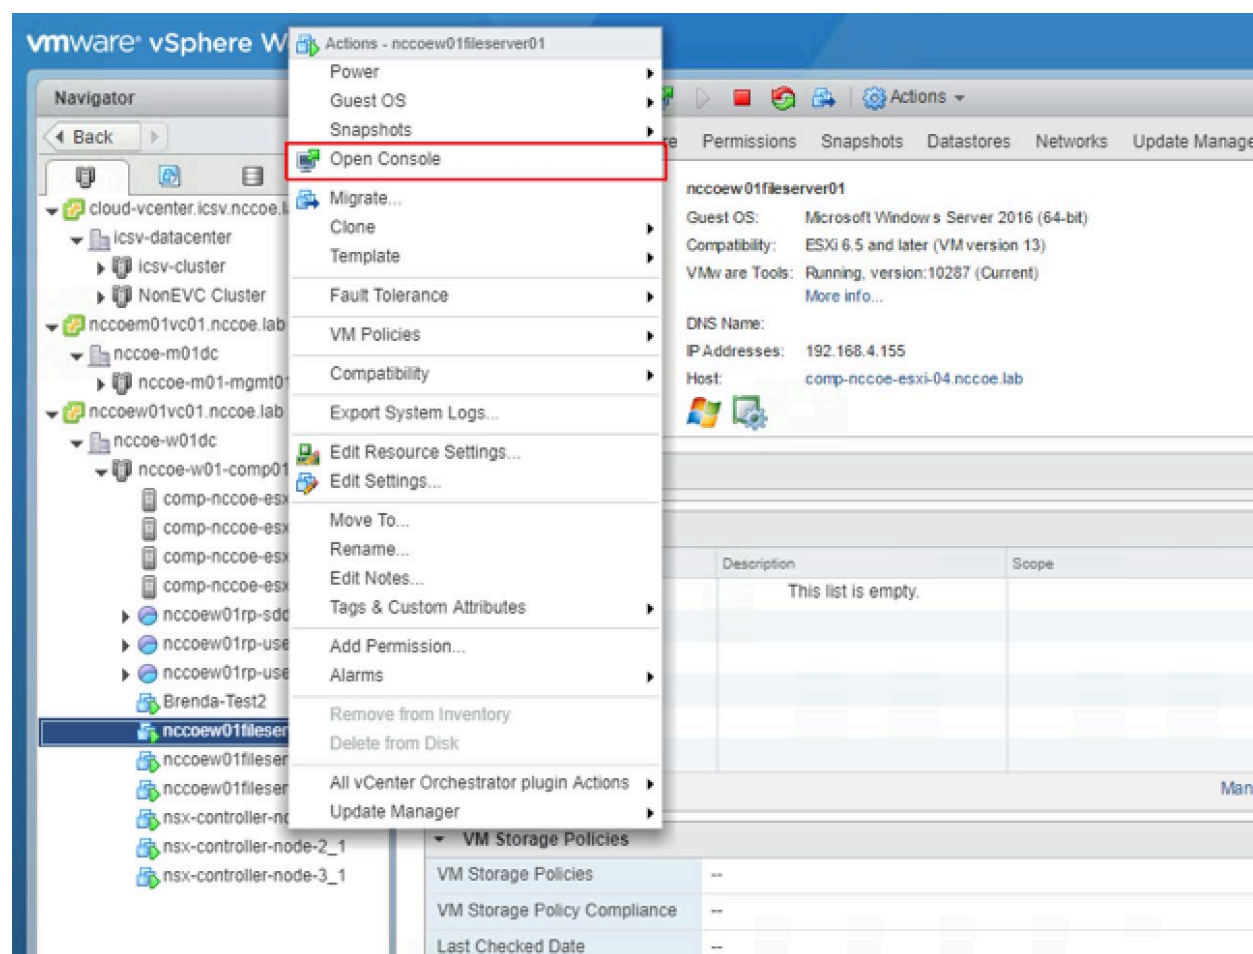 vmware® vSphere W
Actions - nccoew01fileserver01
Power
Guest OS
Snapshots
Open Console
Migrate...
Clone
Template
Fault Tolerance
VM Policies
Compatibility
Export System Logs...
Edit Resource Settings...
Edit Settings...
Move To...
Rename...
Edit Notes...
Tags & Custom Attributes
Add Permission...
Alarms
Remove from Inventory
Delete from Disk
All vCenter Orchestrator plugin Actions
Update Manager
Navigator
Back
cloud-vcenter.icsv.nccoe.l
icsv-datacenter
icsv-cluster
NonEVC Cluster
nccoem01vc01.nccoe.lab
nccoe-m01dc
nccoe-m01-mgmt01
nccoew01vc01.nccoe.lab
nccoe-w01dc
nccoe-w01-comp01
comp-nccoe-esx
comp-nccoe-esx
comp-nccoe-esx
comp-nccoe-esx
nccoew01rp-sdd
nccoew01rp-use
nccoew01rp-use
Brenda-Test2
nccoew01fileser
nccoew01fileser
nccoew01fileser
nsx-controller-no
nsx-controller-node-2_1
nsx-controller-node-3_1
Actions
re Permissions Snapshots Datastores Networks Update Manage
nccoew01fileserver01
Guest OS: Microsoft Windows Server 2016 (64-bit)
Compatibility: ESXi 6.5 and later (VM version 13)
VMware Tools: Running, version:10287 (Current)
More info...
DNS Name:
IP Addresses: 192.168.4.155
Host: comp-nccoe-esxi-04.nccoe.lab
Description Scope
This list is empty.
Man
VM Storage Policies
VM Storage Policies --
VM Storage Policy Compliance --
Last Checked Date --